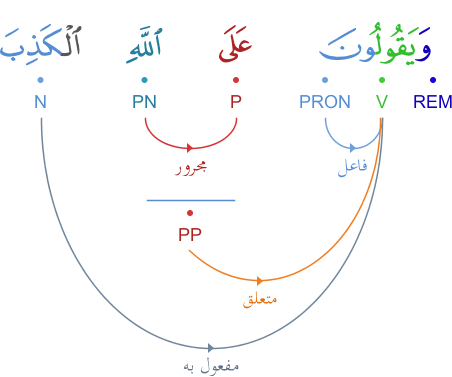 وَيَقُولُونَ عَلَى ٱللَّهِ ٱلْكَذِبَ
REM V PRON P PN N
مجرور
فاعل
PP
متعلق
مفعول به